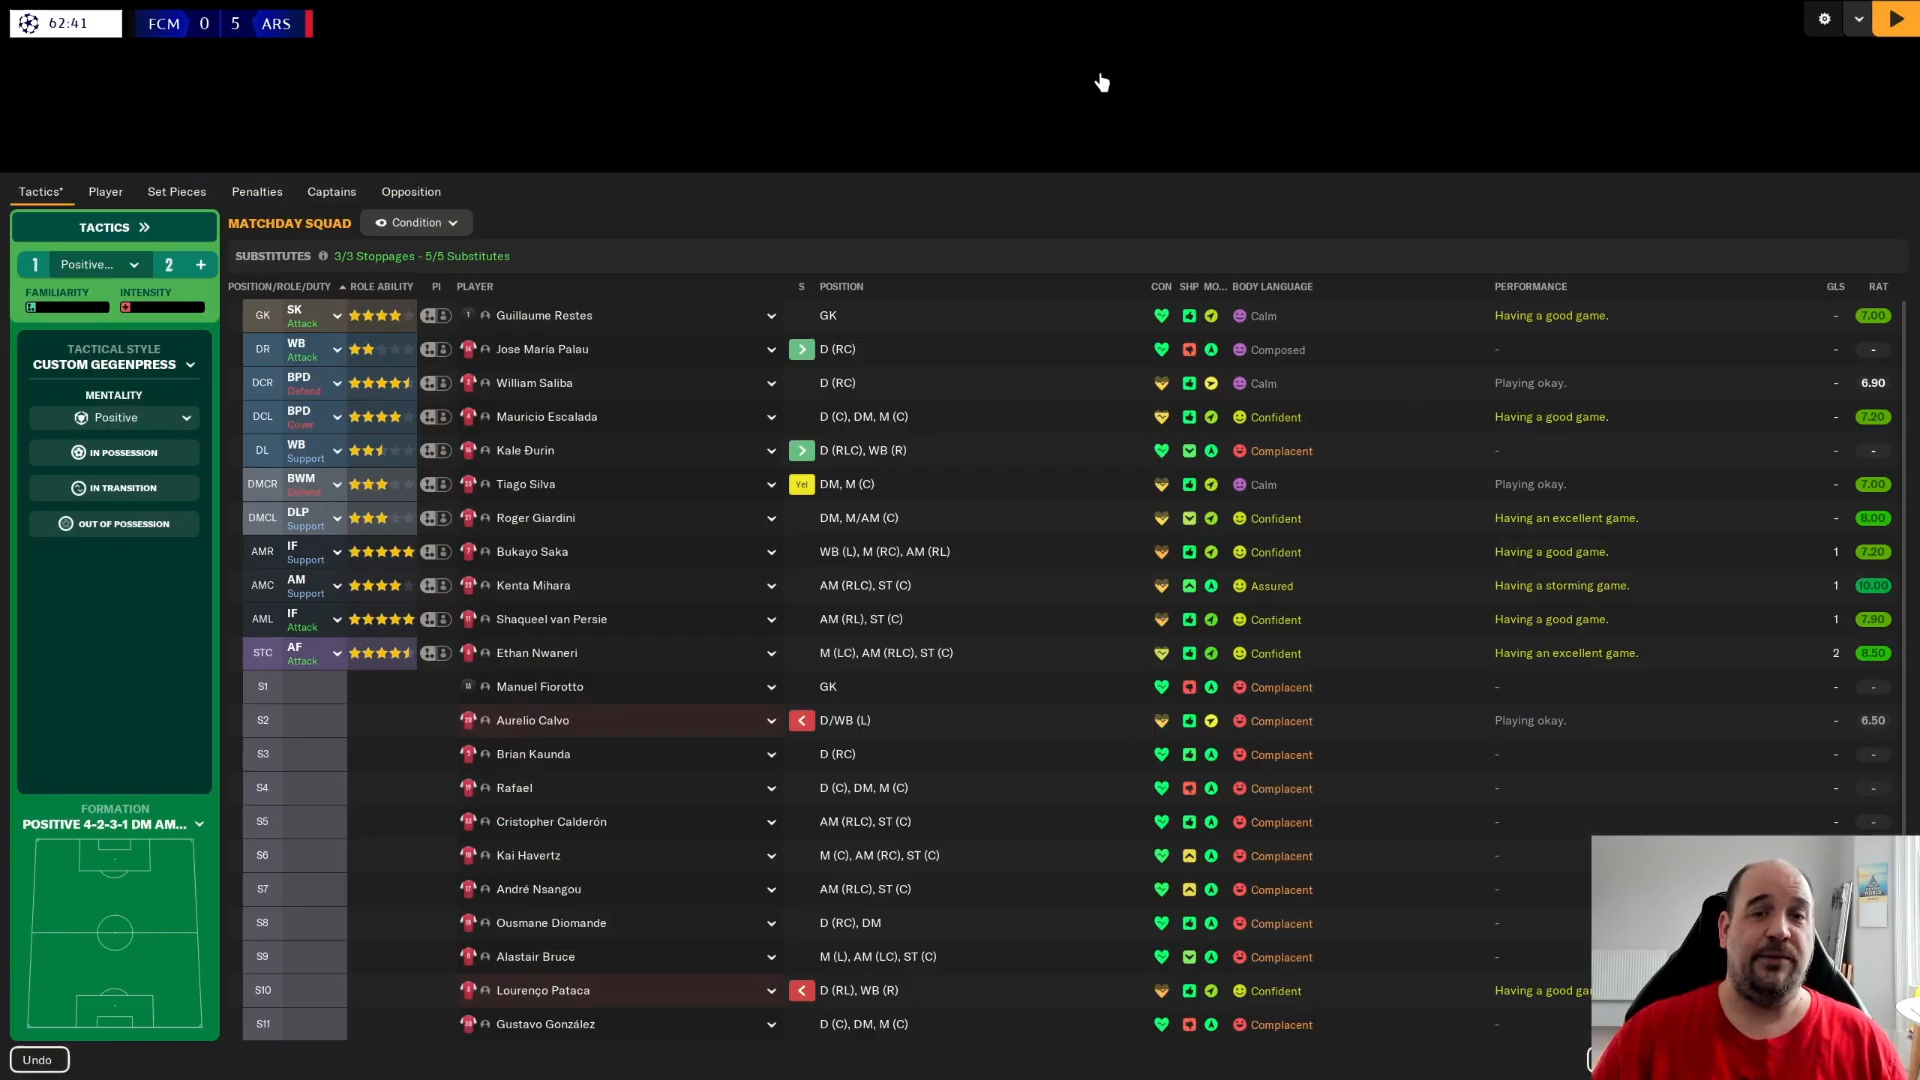 62:41 FCM 0 5 ARS
Tactics* Player Set Pieces Penalties Captains Opposition
TACTICS
MATCHDAY SQUAD Condition
SUBSTITUTES 3/3 Stoppages - 5/5 Substitutes
1 Positive... 2 +
FAMILIARITY INTENSITY
POSITION/ROLE/DUTY ROLE ABILITY PI PLAYER S POSITION CON SHP MO... BODY LANGUAGE PERFORMANCE GLS RAT
GK SK Attack Guillaume Restes GK Calm Having a good game. - 7.00
DR WB Attack Jose María Palau D (RC) Composed - - -
DCR BPD Defend William Saliba D (RC) Calm Playing okay. - 6.90
DCL BPD Cover Mauricio Escalada D (C), DM, M (C) Confident Having a good game. - 7.20
DL WB Support Kale Đurin D (RLC), WB (R) Complacent - - -
DMCR BWM Defend Tiago Silva Yel DM, M (C) Calm Playing okay. - 7.00
DMCL DLP Support Roger Giardini DM, M/AM (C) Confident Having an excellent game. - 8.00
AMR IF Support Bukayo Saka WB (L), M (RC), AM (RL) Confident Having a good game. 1 7.20
AMC AM Support Kenta Mihara AM (RLC), ST (C) Assured Having a storming game. 1 10.00
AML IF Attack Shaqueel van Persie AM (RL), ST (C) Confident Having a good game. 1 7.90
STC AF Attack Ethan Nwaneri M (LC), AM (RLC), ST (C) Confident Having an excellent game. 2 8.50
S1 Manuel Fiorotto GK Complacent - - -
S2 Aurelio Calvo D/WB (L) Complacent Playing okay. - 6.50
S3 Brian Kaunda D (RC) Complacent - - -
S4 Rafael D (C), DM, M (C) Complacent - - -
S5 Cristopher Calderón AM (RLC), ST (C) Complacent - - -
S6 Kai Havertz M (C), AM (RC), ST (C) Complacent -
S7 André Nsangou AM (RLC), ST (C) Complacent -
S8 Ousmane Diomande D (RC), DM Complacent -
S9 Alastair Bruce M (L), AM (LC), ST (C) Complacent -
S10 Lourenço Pataca D (RL), WB (R) Confident Having a good
S11 Gustavo González D (C), DM, M (C) Complacent -
TACTICAL STYLE
CUSTOM GEGENPRESS
MENTALITY
Positive
IN POSSESSION
IN TRANSITION
OUT OF POSSESSION
FORMATION
POSITIVE 4-2-3-1 DM AM...
Undo